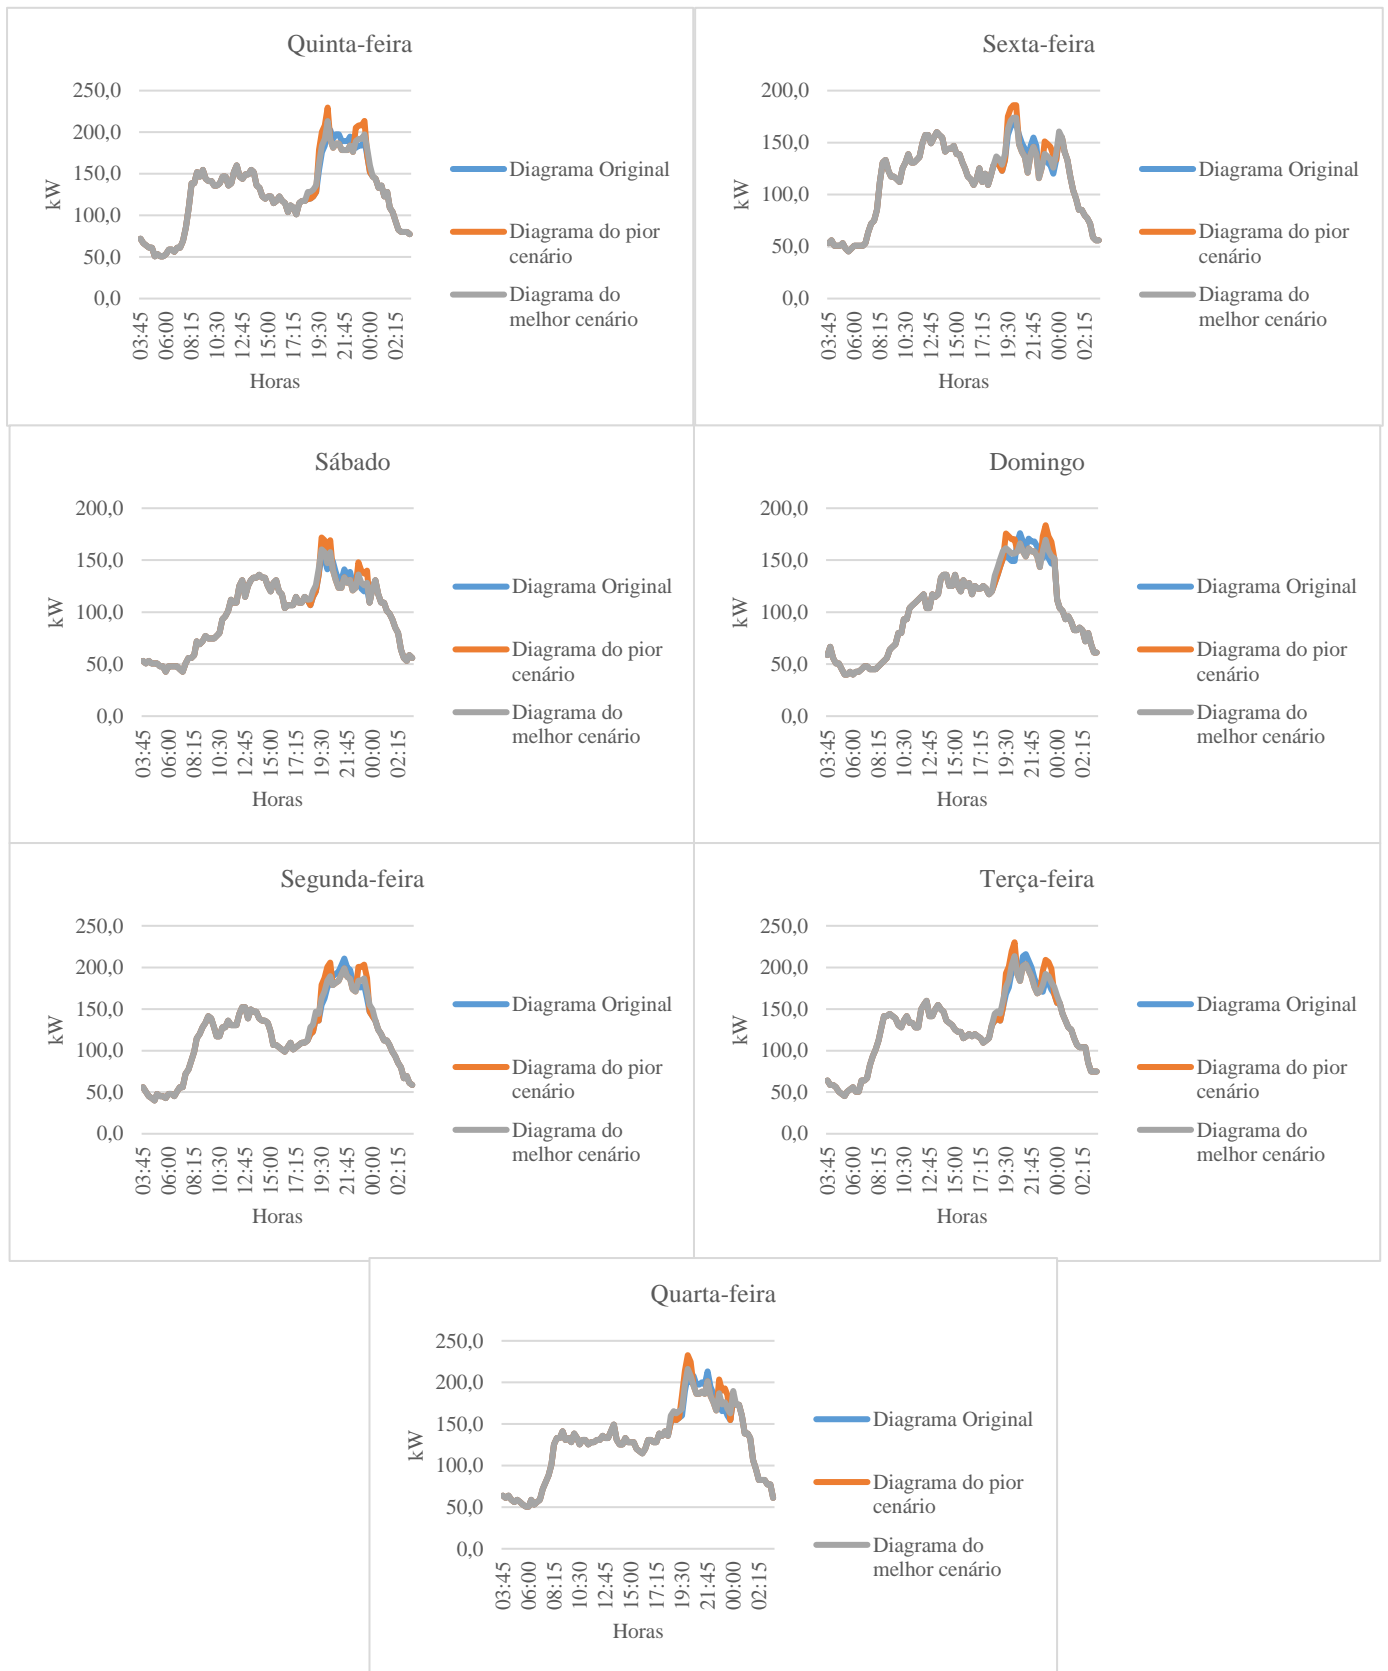 Quinta-feira
250,0
200,0
150,0
100,0
50,0
0,0
kW
03:45
06:00
08:15
10:30
12:45
15:00
17:15
19:30
21:45
00:00
02:15
Horas
Diagrama Original
Diagrama do pior
cenário
Diagrama do
melhor cenário
Sexta-feira
200,0
150,0
100,0
50,0
0,0
kW
03:45
06:00
08:15
10:30
12:45
15:00
17:15
19:30
21:45
00:00
02:15
Horas
Diagrama Original
Diagrama do pior
cenário
Diagrama do
melhor cenário
Sábado
200,0
150,0
100,0
50,0
0,0
kW
03:45
06:00
08:15
10:30
12:45
15:00
17:15
19:30
21:45
00:00
02:15
Horas
Diagrama Original
Diagrama do pior
cenário
Diagrama do
melhor cenário
Domingo
200,0
150,0
100,0
50,0
0,0
kW
03:45
06:00
08:15
10:30
12:45
15:00
17:15
19:30
21:45
00:00
02:15
Horas
Diagrama Original
Diagrama do pior
cenário
Diagrama do
melhor cenário
Segunda-feira
250,0
200,0
150,0
100,0
50,0
0,0
kW
03:45
06:00
08:15
10:30
12:45
15:00
17:15
19:30
21:45
00:00
02:15
Horas
Diagrama Original
Diagrama do pior
cenário
Diagrama do
melhor cenário
Terça-feira
250,0
200,0
150,0
100,0
50,0
0,0
kW
03:45
06:00
08:15
10:30
12:45
15:00
17:15
19:30
21:45
00:00
02:15
Horas
Diagrama Original
Diagrama do pior
cenário
Diagrama do
melhor cenário
Quarta-feira
250,0
200,0
150,0
100,0
50,0
0,0
kW
03:45
06:00
08:15
10:30
12:45
15:00
17:15
19:30
21:45
00:00
02:15
Horas
Diagrama Original
Diagrama do pior
cenário
Diagrama do
melhor cenário